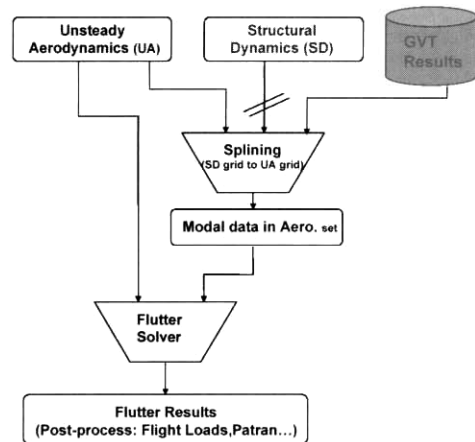 Unsteady
Aerodynamics (UA)
Structural
Dynamics (SD)
GVT
Results
Splining
(SD grid to UA grid)
Modal data in Aero. set
Flutter
Solver
Flutter Results
(Post-process: Flight Loads,Patran...)